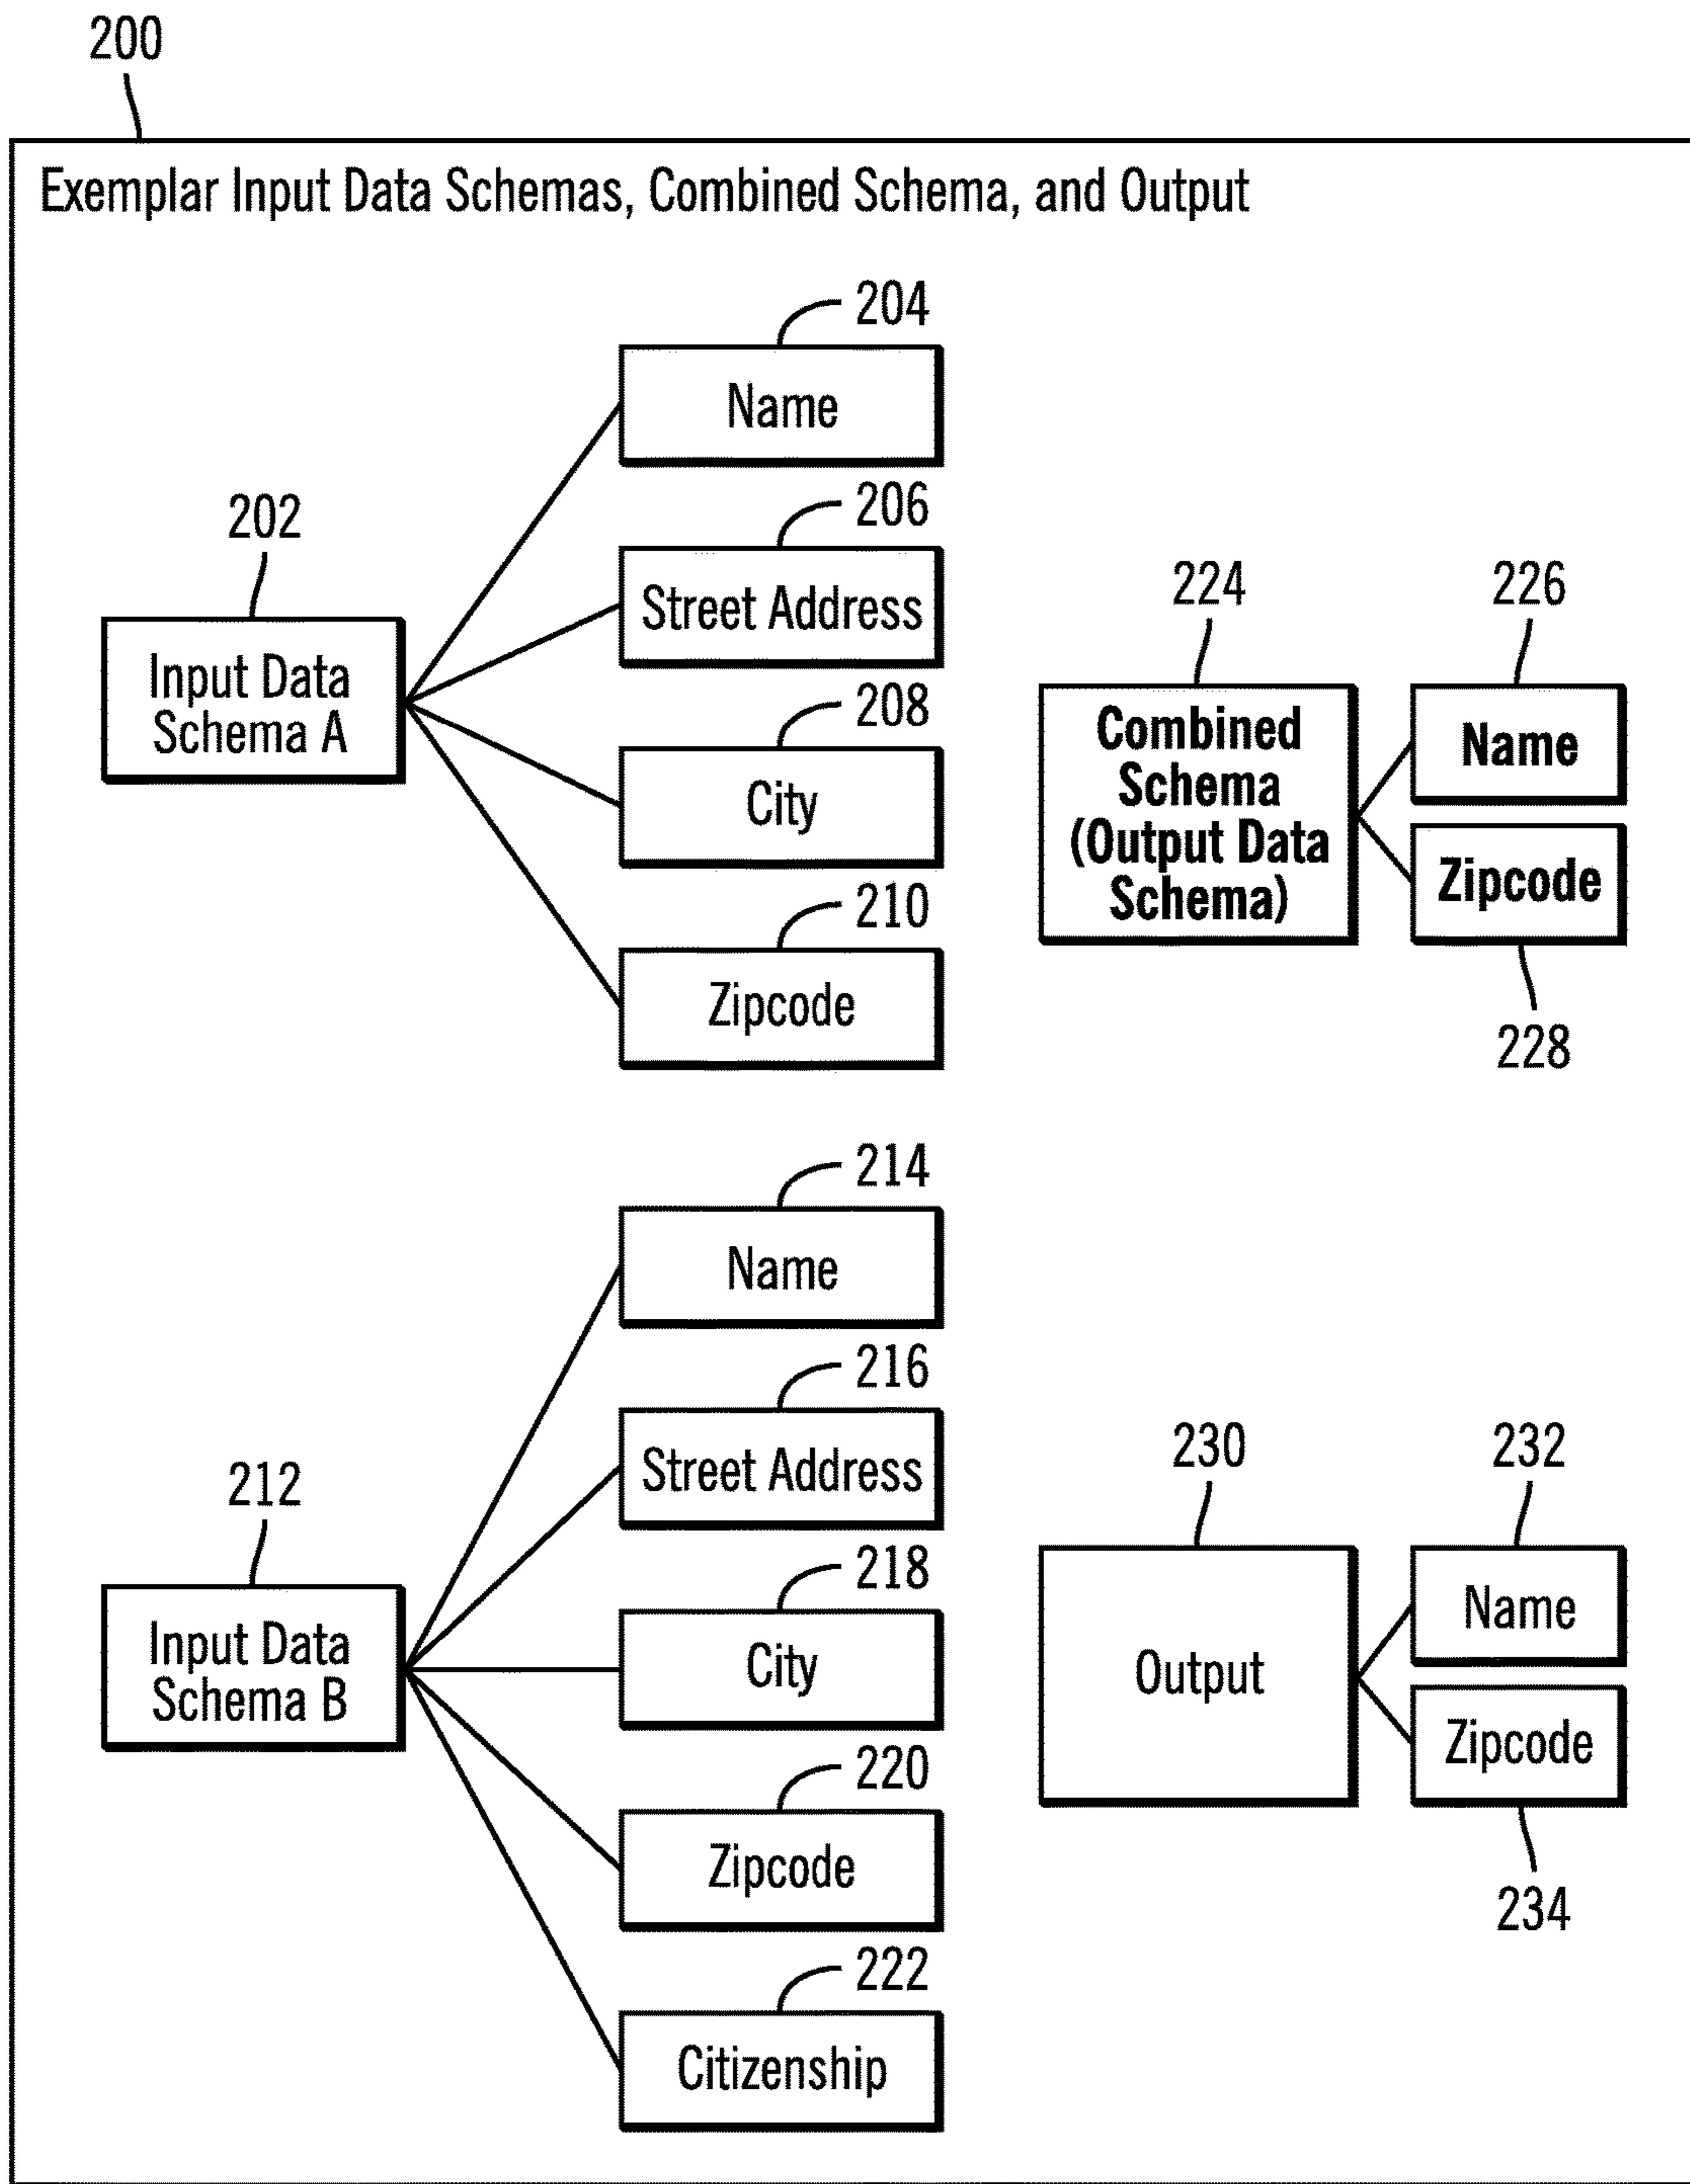 200
Exemplar Input Data Schemas, Combined Schema, and Output
202
Input Data
Schema A
204
Name
206
Street Address
208
City
210
Zipcode
224
Combined
Schema
(Output Data
Schema)
226
Name
Zipcode
228
212
Input Data
Schema B
214
Name
216
Street Address
218
City
220
Zipcode
222
Citizenship
230
Output
232
Name
Zipcode
234